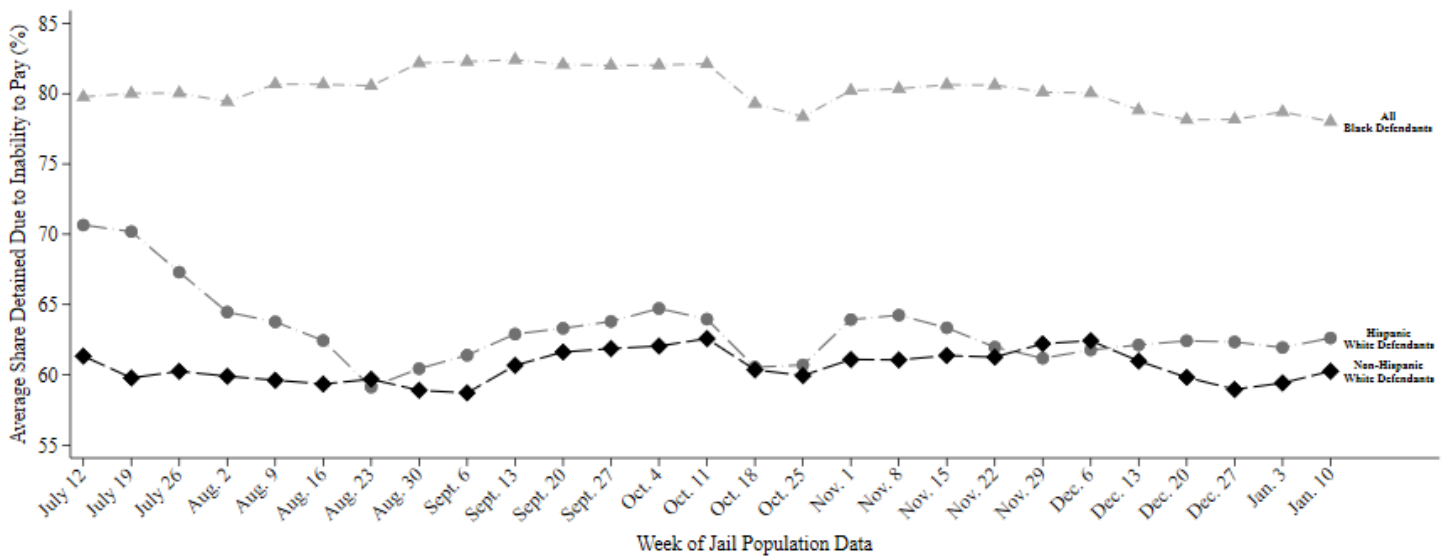 Average Share Detained Due to Inability to Pay (%)
85
80
75
70
65
60
55
All
Black Defendants
Hispanic
White Defendants
Non-Hispanic
White Defendants
July 12
July 19
July 26
Aug. 2
Aug. 9
Aug. 16
Aug. 23
Aug. 30
Sept. 6
Sept. 13
Sept. 20
Sept. 27
Oct. 4
Oct. 11
Oct. 18
Oct. 25
Nov. 1
Nov. 8
Nov. 15
Nov. 22
Nov. 29
Dec. 6
Dec. 13
Dec. 20
Dec. 27
Jan. 3
Jan. 10
Week of Jail Population Data